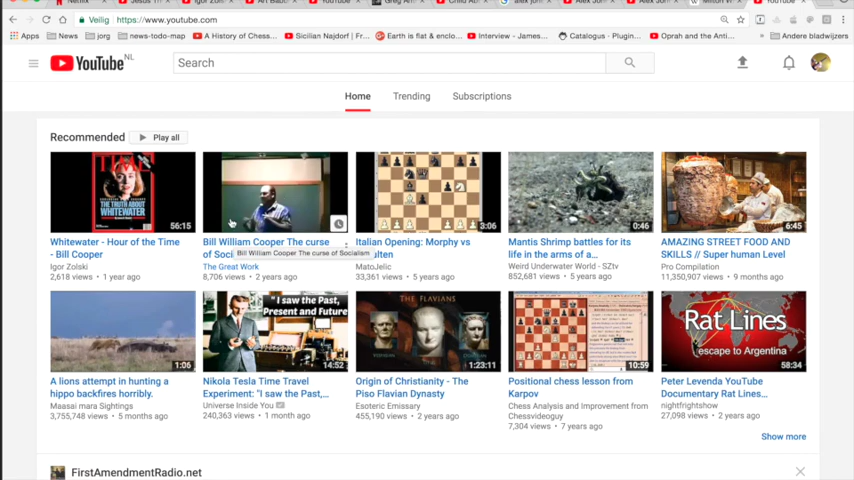 Netflix
YouTube
Veilig https://www.youtube.com
Apps News jorg news-todo-map A History of Chess... Sicilian Najdorf | Fr... Earth is flat & enclo... Interview - James... Catalogus - Plugin... Oprah and the Anti... » Andere bladwijzers
YouTube NL Search
Home Trending Subscriptions
Recommended Play all
TIME
THE TRUTH ABOUT
WHITEWATER
56:15 3:06 0:46 6:45
Whitewater - Hour of the Time
- Bill Cooper
Igor Zolski
2,618 views • 1 year ago
Bill William Cooper The curse
of Soci
Bill William Cooper The curse of Socialism
The Great Work
8,706 views • 2 years ago
Italian Opening: Morphy vs
ulten
MatoJelic
33,361 views • 5 years ago
Mantis Shrimp battles for its
life in the arms of a...
Weird Underwater World - SZtv
852,681 views • 5 years ago
AMAZING STREET FOOD AND
SKILLS // Super human Level
Pro Compilation
11,350,907 views • 9 months ago
"I saw the Past,
Present and Future
THE FLAVIANS
Rat Lines
escape to Argentina
1:06 14:52 1:23:11 10:59 58:34
A lions attempt in hunting a
hippo backfires horribly.
Maasai mara Sightings
3,755,748 views • 5 months ago
Nikola Tesla Time Travel
Experiment: "I saw the Past,...
Universe Inside You
240,363 views • 1 month ago
Origin of Christianity - The
Piso Flavian Dynasty
Esoteric Emissary
455,190 views • 2 years ago
Positional chess lesson from
Karpov
Chess Analysis and Improvement from
Chessvideoguy
7,304 views • 7 years ago
Peter Levenda YouTube
Documentary Rat Lines...
nightfrightshow
27,098 views • 2 years ago
Show more
FirstAmendmentRadio.net